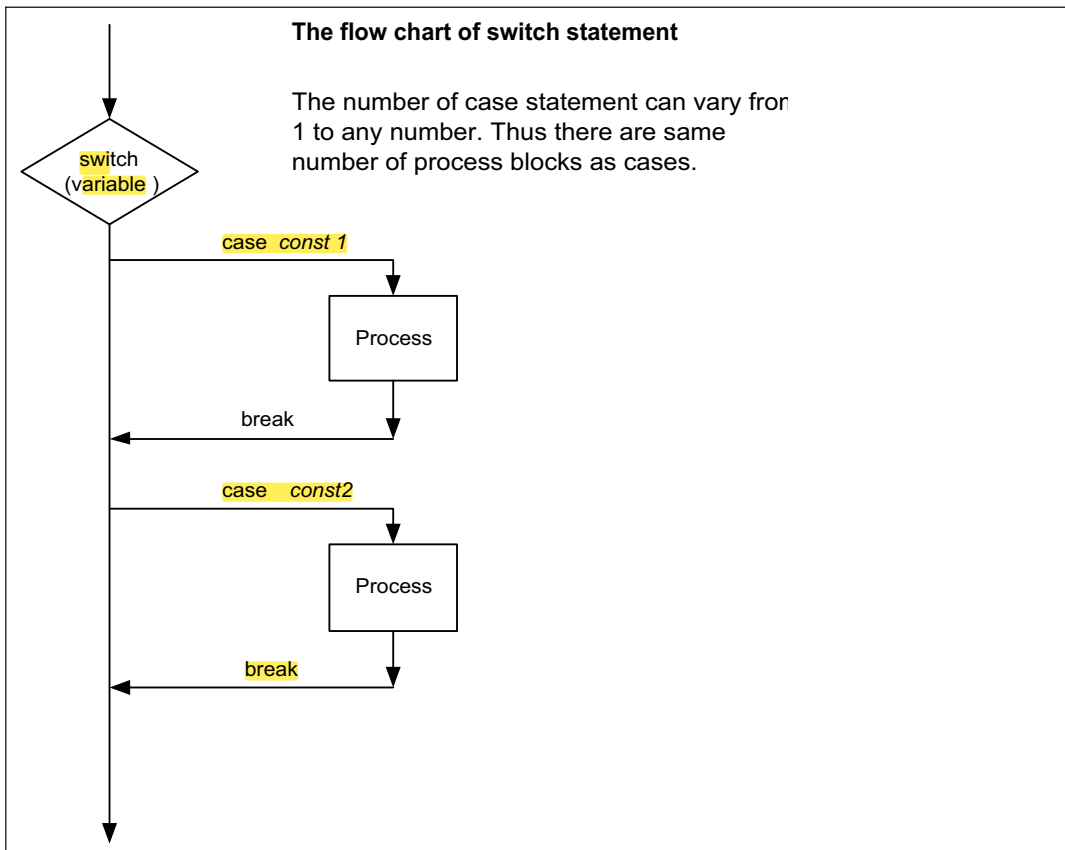 The flow chart of switch statement
The number of case statement can vary from
1 to any number. Thus there are same
number of process blocks as cases.
switch
(variable )
case const 1
Process
break
case const2
Process
break